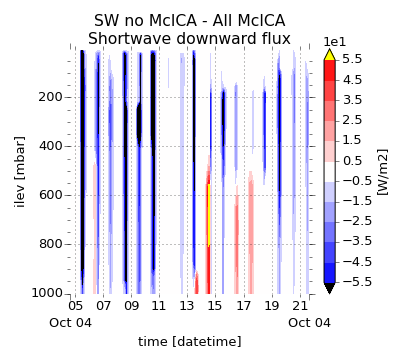 SW no McICA - All McICA
Shortwave downward flux
1e1
5.5
4.5
3.5
2.5
1.5
0.5
−0.5
−1.5
−2.5
−3.5
−4.5
−5.5
[W/m2]
ilev [mbar]
200
400
600
800
1000
05 07 09 11 13 15 17 19 21
Oct 04 Oct 04
time [datetime]